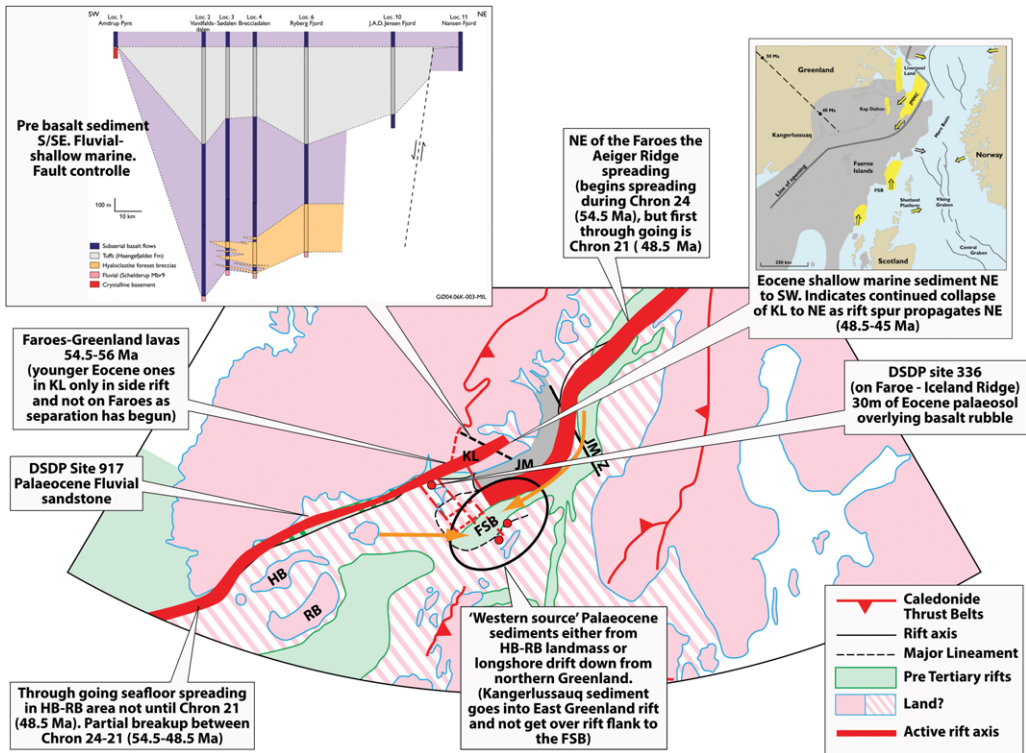 SW
NE
Loc. 1
Amdrup Pynt
Loc. 2
Vandfalds-
dalen
Loc. 3
Sødalen
Loc. 4
Brecciadalen
Loc. 6
Ryberg Fjord
Loc. 10
J.A.D. Jensen Fjord
Loc. 11
Nansen Fjord
Pre basalt sediment
S/SE. Fluvial-
shallow marine.
Fault controlle
100 m
10 km
Subaerial basalt flows
Tuffs (Haengefjeldet Fm)
Hyaloclastite foreset breccias
Fluvial (Schelderup Mbr9
Crystalline basement
GI304.06K-003-MIL
NE of the Faroes the
Aeiger Ridge
spreading
(begins spreading
during Chron 24
(54.5 Ma), but first
through going is
Chron 21 ( 48.5 Ma)
50 Ma
Greenland
Liverpool
Land
40 Ma
Kap Dalton
Kangerlussuaq
Line of opening
Faeroe
Islands
Møre Basin
Norway
FSB
Shetland
Platform
Viking
Graben
Central
Graben
Scotland
250 km
Eocene shallow marine sediment NE
to SW. Indicates continued collapse
of KL to NE as rift spur propagates NE
(48.5-45 Ma)
Faroes-Greenland lavas
54.5-56 Ma
(younger Eocene ones
in KL only in side rift
and not on Faroes as
separation has begun)
DSDP site 336
(on Faroe - Iceland Ridge)
30m of Eocene palaeosol
overlying basalt rubble
DSDP Site 917
Palaeocene Fluvial
sandstone
KL
JM
JMFZ
FSB
HB
RB
'Western source' Palaeocene
sediments either from
HB-RB landmass or
longshore drift down from
northern Greenland.
(Kangerlussauq sediment
goes into East Greenland rift
and not get over rift flank to
the FSB)
Through going seafloor spreading
in HB-RB area not until Chron 21
(48.5 Ma). Partial breakup between
Chron 24-21 (54.5-48.5 Ma)
Caledonide
Thrust Belts
Rift axis
Major Lineament
Pre Tertiary rifts
Land?
Active rift axis